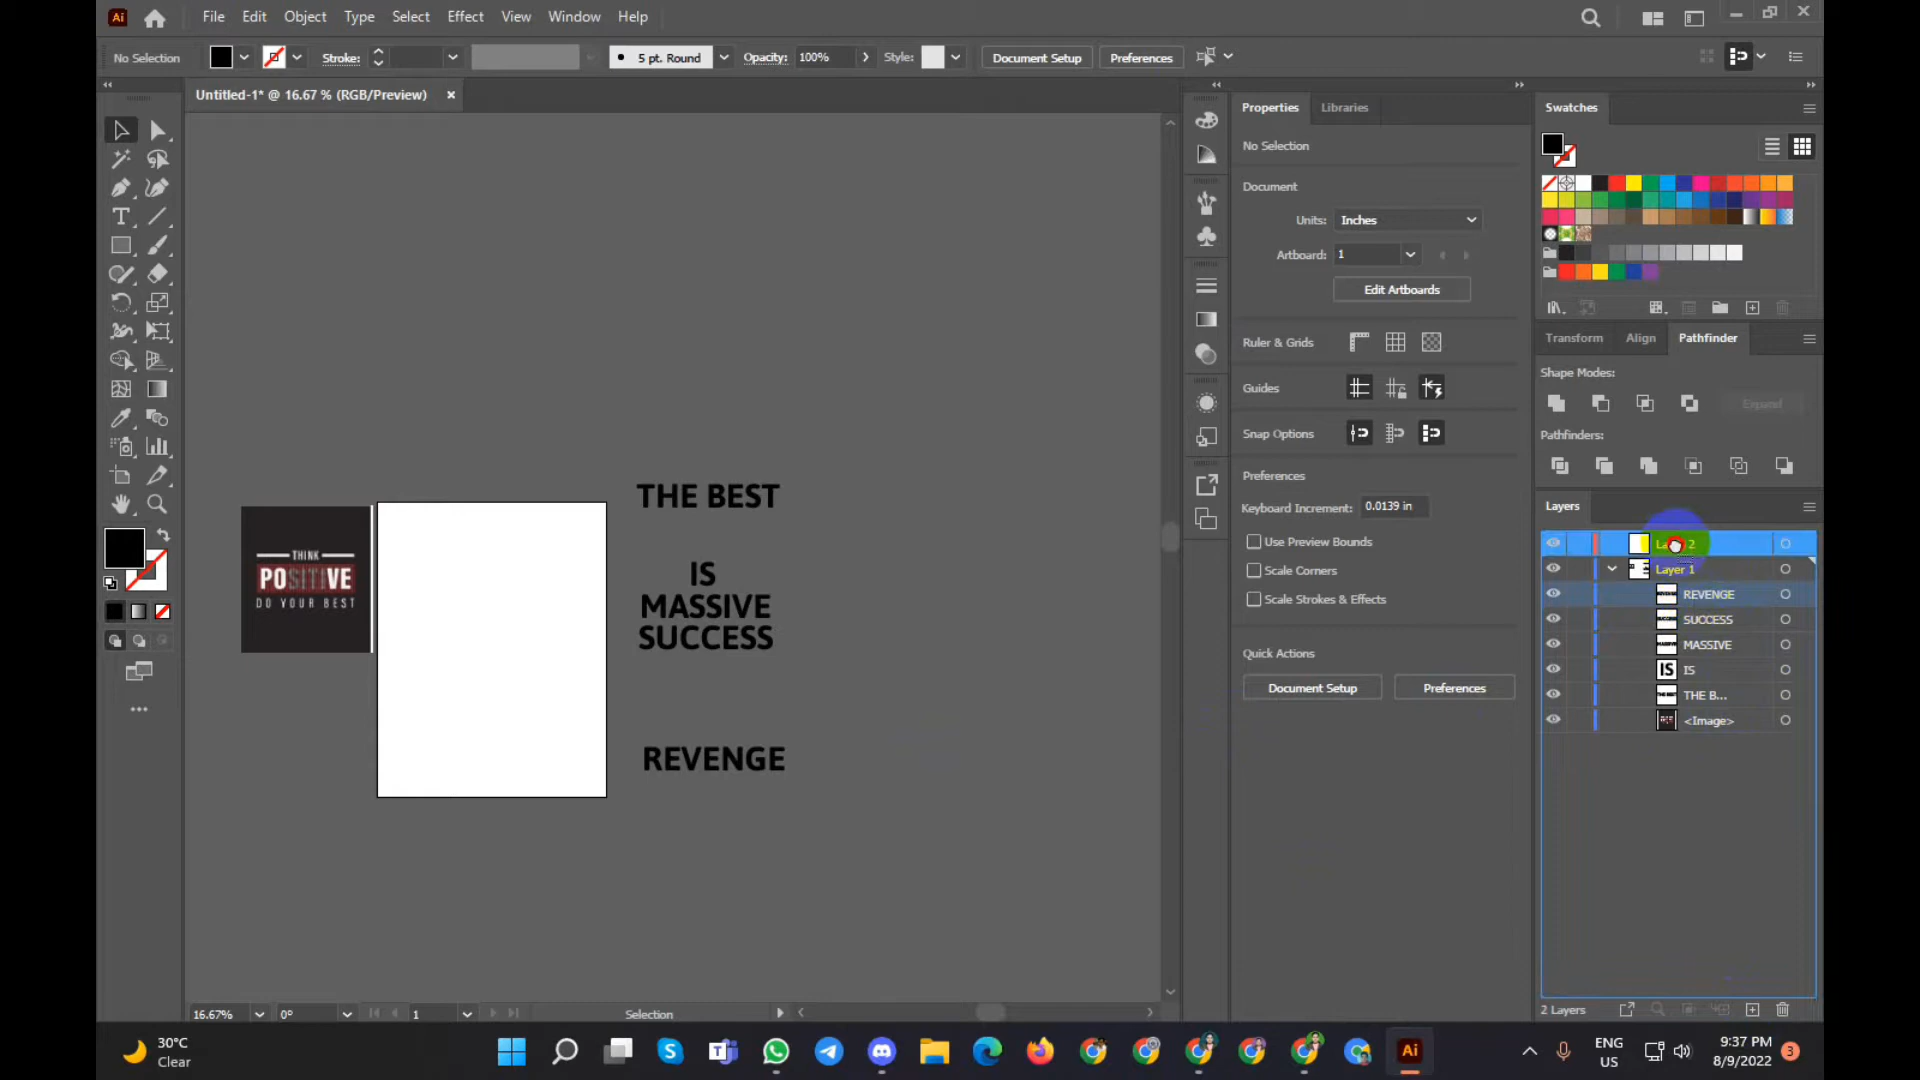 Ai File Edit Object Type Select Effect View Window Help
No Selection Stroke: 5 pt. Round Opacity: 100% Style: Document Setup Preferences
Untitled-1* @ 16.67 % (RGB/Preview) ×
Properties Libraries
No Selection
Document
Units: Inches
Artboard: 1
Edit Artboards
Ruler & Grids
Guides
Snap Options
Preferences
Keyboard Increment: 0.0139 in
Use Preview Bounds
Scale Corners
Scale Strokes & Effects
Quick Actions
Document Setup Preferences
Swatches
Transform Align Pathfinder
Shape Modes:
Expand
Pathfinders:
Layers
2
Layer 1
REVENGE
SUCCESS
MASSIVE
IS IS
THE B...
<Image>
2 Layers
THINK
POSITIVE
DO YOUR BEST
THE BEST
IS
MASSIVE
SUCCESS
REVENGE
16.67% 0° 1 Selection
30°C
Clear
Ai
ENG
US
9:37 PM
8/9/2022
3